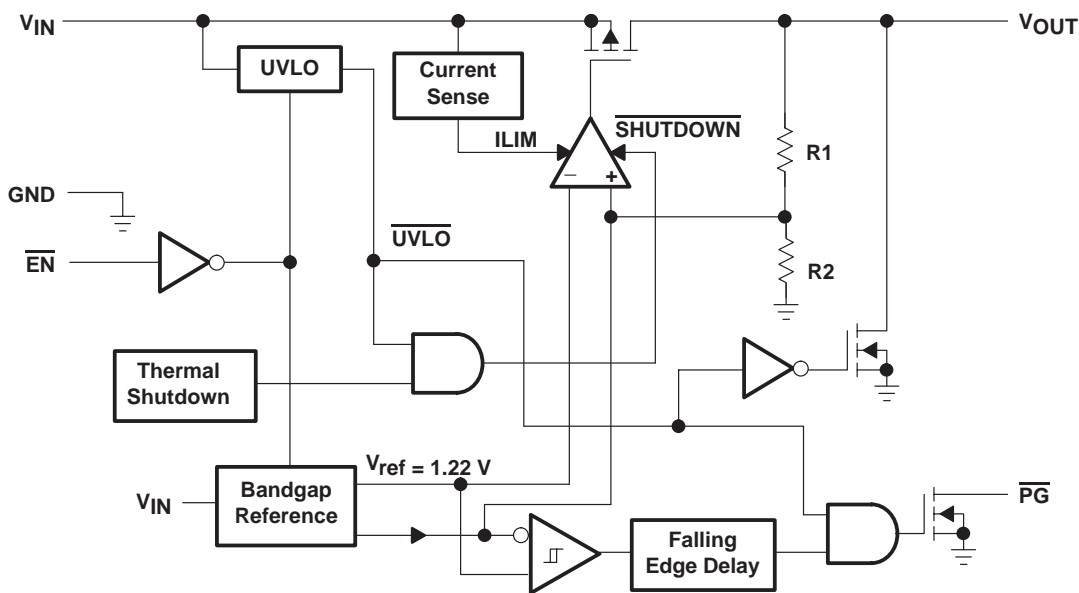 VIN
VOUT
UVLO
Current
Sense
SHUTDOWN
ILIM
R1
–
+
GND
UVLO
EN
R2
Thermal
Shutdown
Vref = 1.22 V
VIN
Bandgap
Reference
PG
Falling
Edge Delay